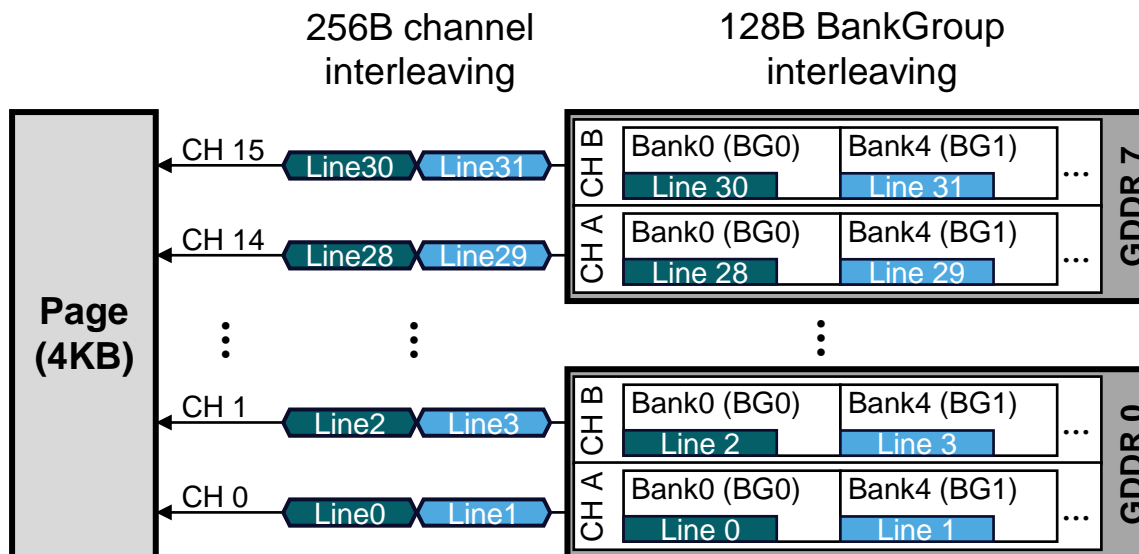 256B channel
interleaving
128B BankGroup
interleaving
Page
(4KB)
CH 15
Line30
Line31
CH B
Bank0 (BG0)
Line 30
Bank4 (BG1)
Line 31
...
CH 14
Line28
Line29
CH A
Bank0 (BG0)
Line 28
Bank4 (BG1)
Line 29
...
GDDR 7
CH 1
Line2
Line3
CH B
Bank0 (BG0)
Line 2
Bank4 (BG1)
Line 3
...
CH 0
Line0
Line1
CH A
Bank0 (BG0)
Line 0
Bank4 (BG1)
Line 1
...
GDDR 0